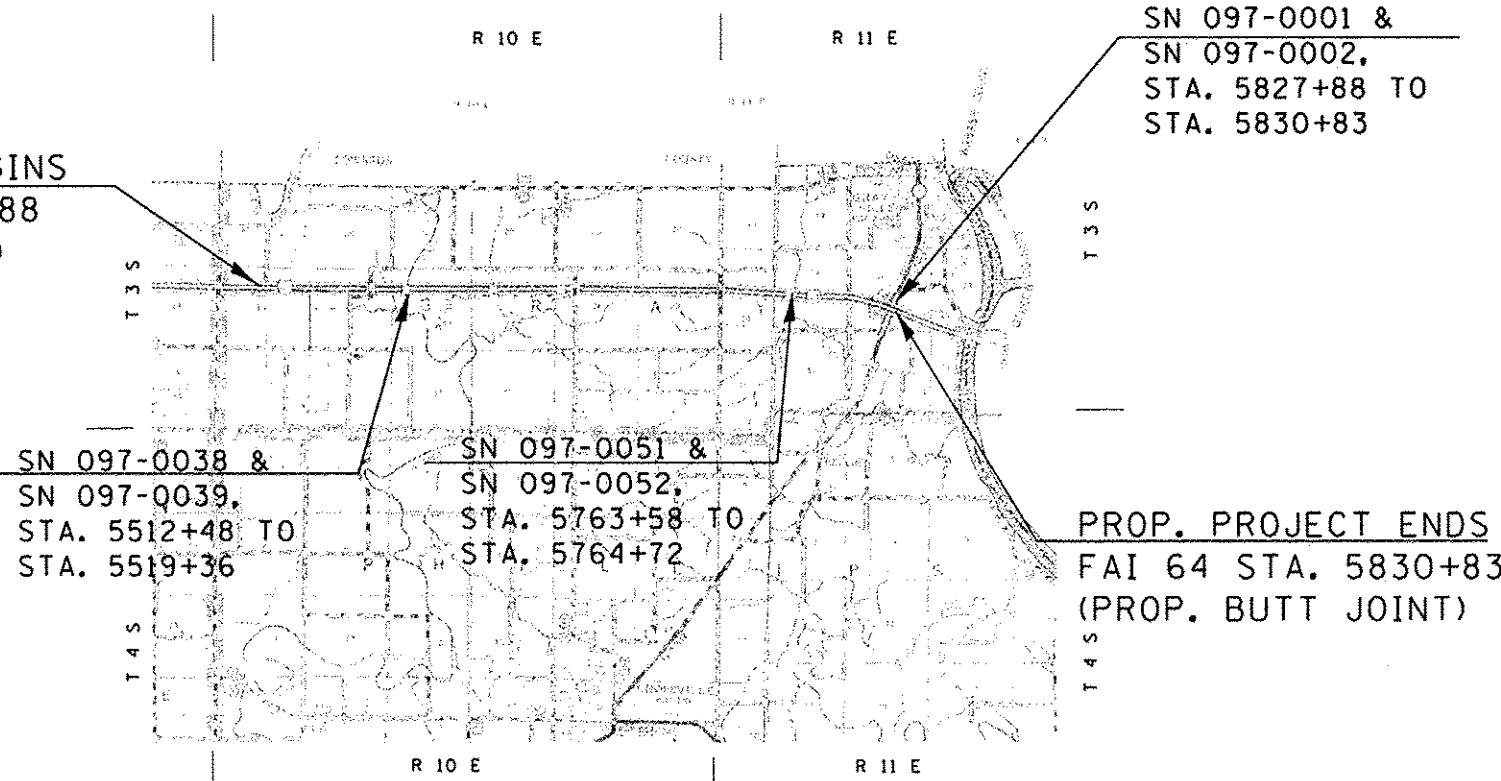 R 10 E
R 11 E
SN 097-0001 &
SN 097-0002,
STA. 5827+88 TO
STA. 5830+83
SINS
88
T 3 S
T 3 S
SN 097-0038 &
SN 097-0039,
STA. 5512+48 TO
STA. 5519+36
SN 097-0051 &
SN 097-0052,
STA. 5763+58 TO
STA. 5764+72
PROP. PROJECT ENDS
FAI 64 STA. 5830+83
(PROP. BUTT JOINT)
T 4 S
T 4 S
R 10 E
R 11 E